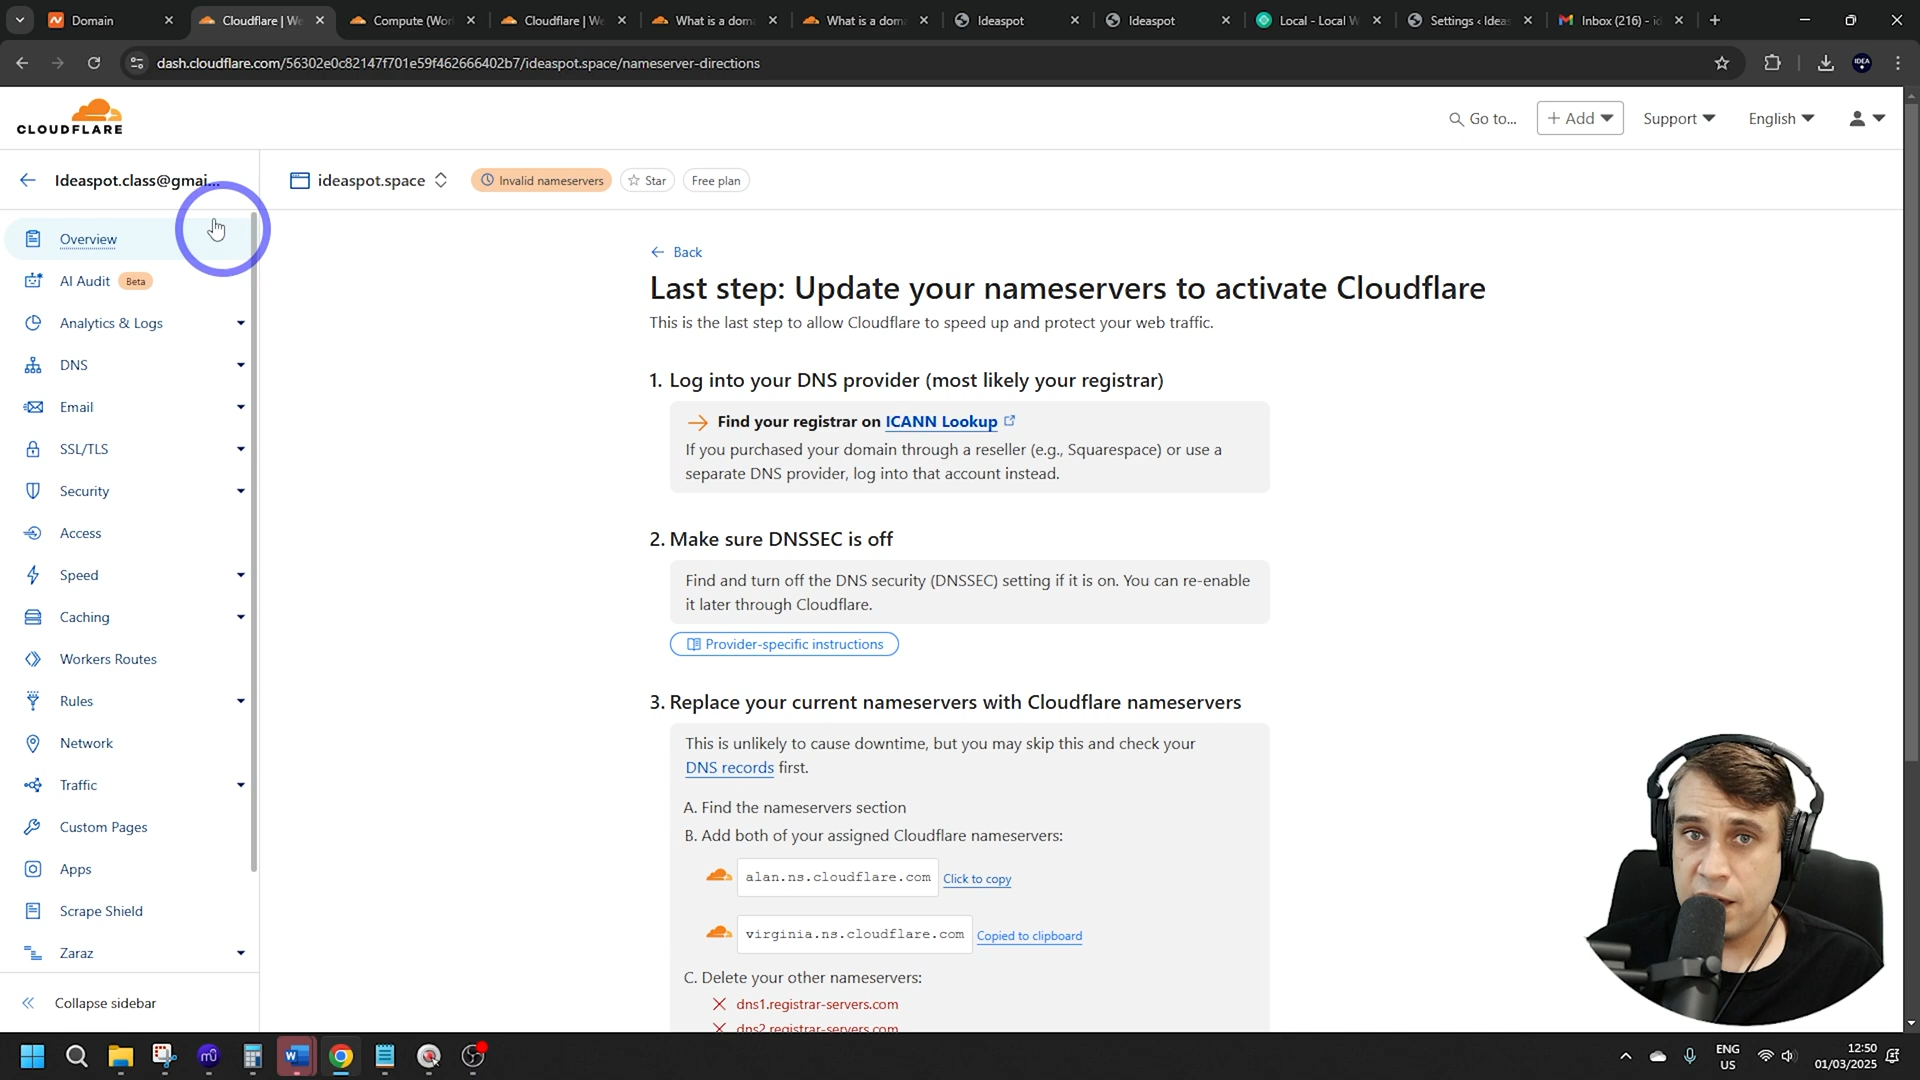 Domain
Cloudflare | We
Compute (Wor
Cloudflare | We
What is a doma
What is a doma
Ideaspot
Ideaspot
Local - Local W
Settings ‹ Ideas
Inbox (216) - id
dash.cloudflare.com/56302e0c82147f701e59f462666402b7/ideaspot.space/nameserver-directions
IDEA
CLOUDFLARE
Go to...
+ Add
Support
English
Ideaspot.class@gmai...
ideaspot.space
Invalid nameservers
Star
Free plan
Overview
AI Audit
Beta
Analytics & Logs
DNS
Email
SSL/TLS
Security
Access
Speed
Caching
Workers Routes
Rules
Network
Traffic
Custom Pages
Apps
Scrape Shield
Zaraz
Collapse sidebar
Back
Last step: Update your nameservers to activate Cloudflare
This is the last step to allow Cloudflare to speed up and protect your web traffic.
1. Log into your DNS provider (most likely your registrar)
Find your registrar on ICANN Lookup
If you purchased your domain through a reseller (e.g., Squarespace) or use a
separate DNS provider, log into that account instead.
2. Make sure DNSSEC is off
Find and turn off the DNS security (DNSSEC) setting if it is on. You can re-enable
it later through Cloudflare.
Provider-specific instructions
3. Replace your current nameservers with Cloudflare nameservers
This is unlikely to cause downtime, but you may skip this and check your
DNS records first.
A. Find the nameservers section
B. Add both of your assigned Cloudflare nameservers:
alan.ns.cloudflare.com
Click to copy
virginia.ns.cloudflare.com
Copied to clipboard
C. Delete your other nameservers:
dns1.registrar-servers.com
dns2.registrar-servers.com
ENG
US
12:50
01/03/2025